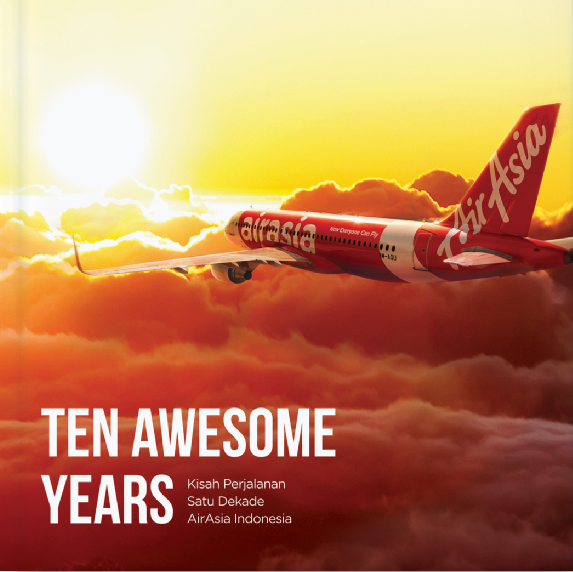 AirAsia
airasia
Now Everyone Can Fly
TEN AWESOME
YEARS
Kisah Perjalanan
Satu Dekade
AirAsia Indonesia